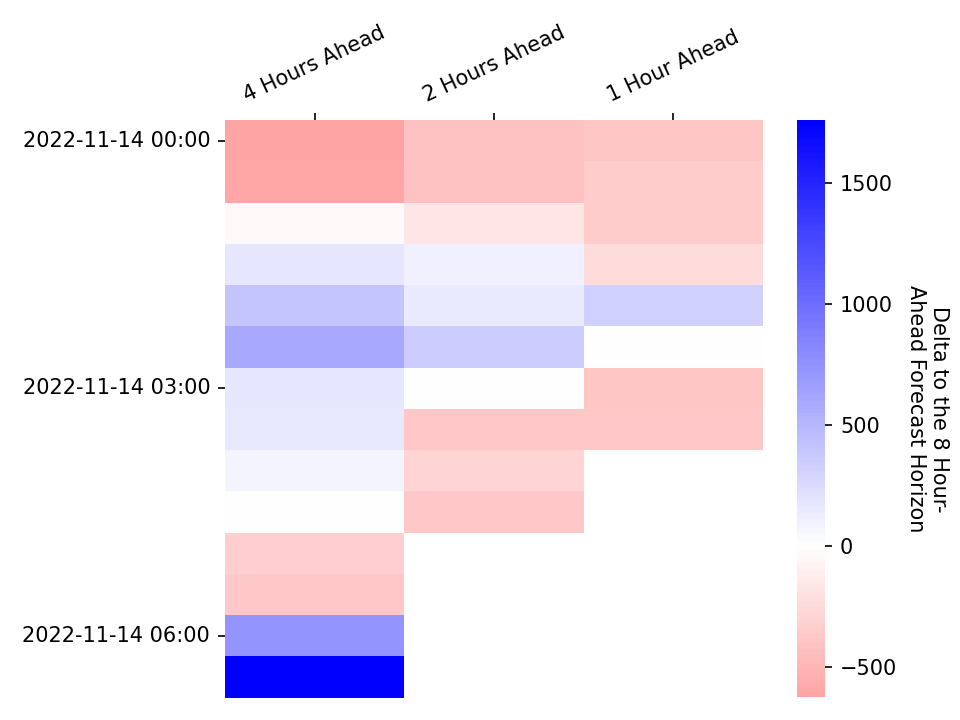 4 Hours Ahead
2 Hours Ahead
1 Hour Ahead
2022-11-14 00:00
2022-11-14 03:00
2022-11-14 06:00
1500
1000
500
0
−500
Delta to the 8 Hour-
Ahead Forecast Horizon